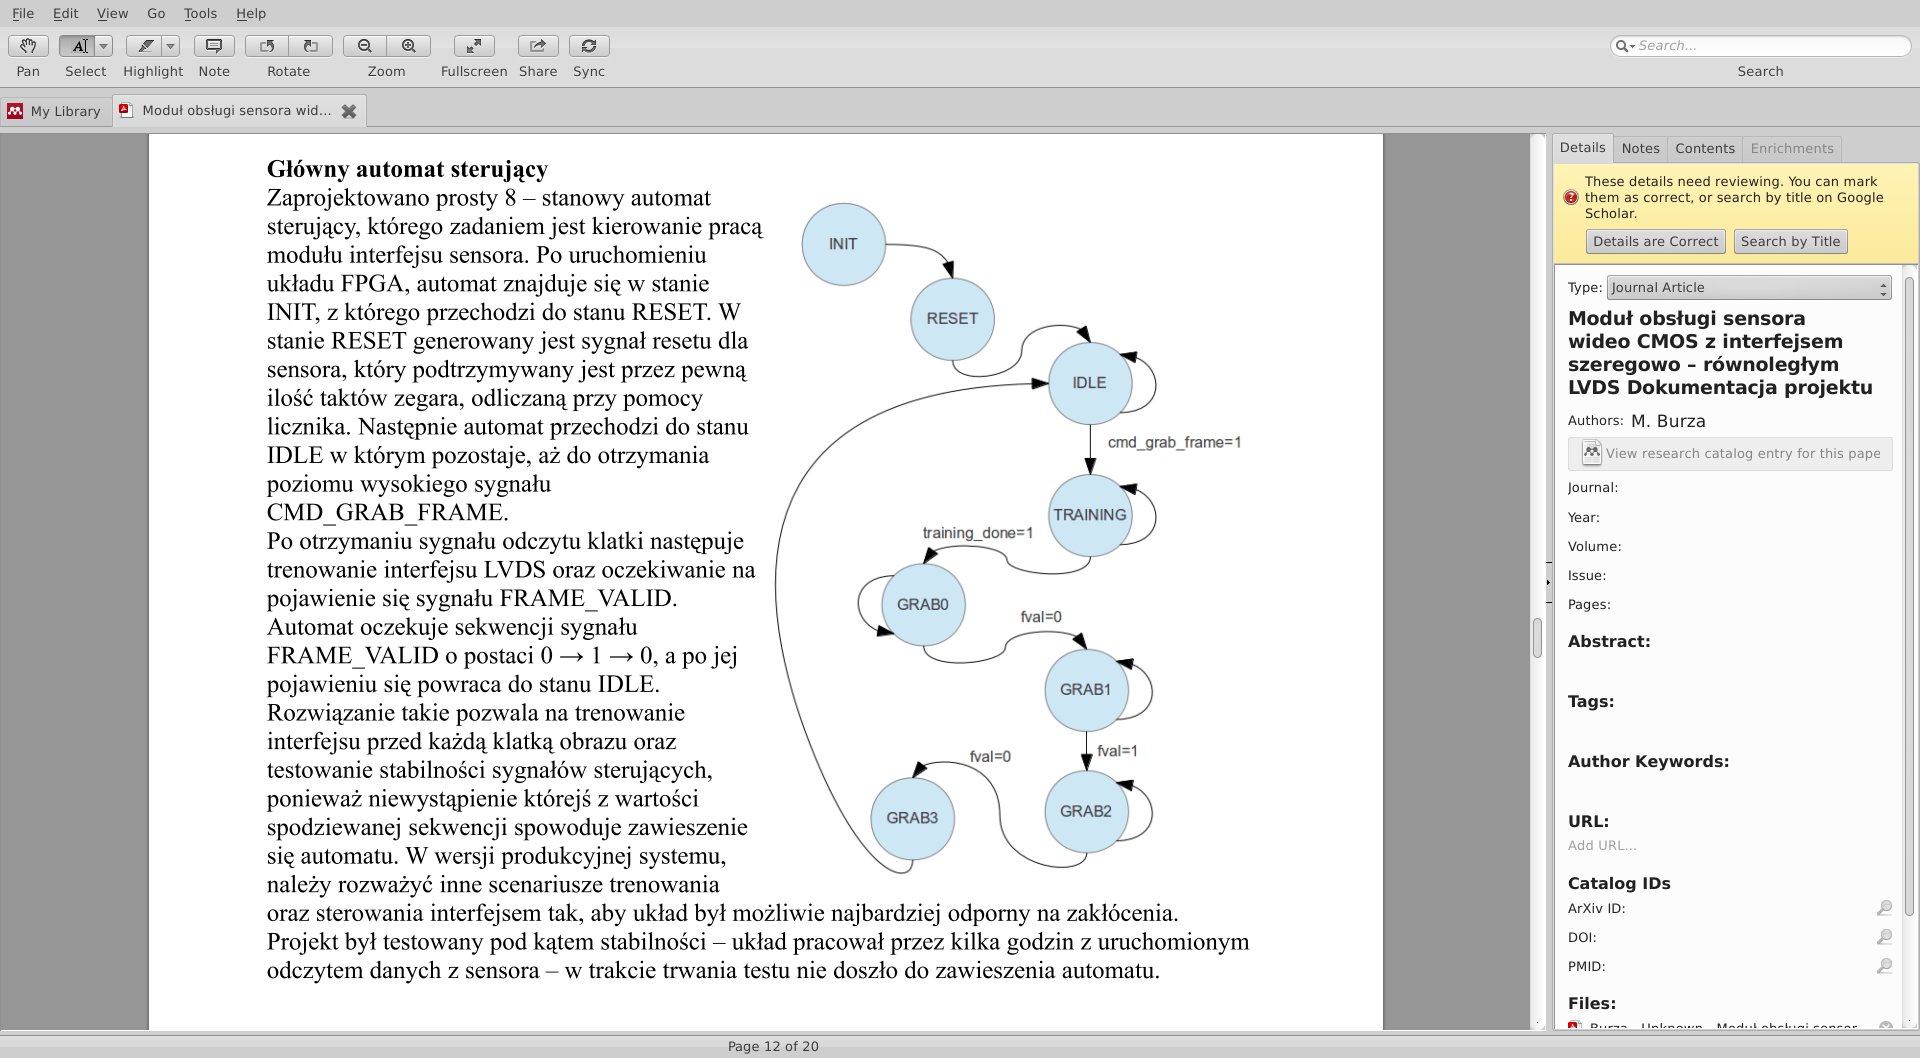 File Edit View Go Tools Help
Pan Select Highlight Note Rotate Zoom Fullscreen Share Sync
Search...
Search
My Library
Moduł obsługi sensora wid...
Główny automat sterujący
Zaprojektowano prosty 8 – stanowy automat
sterujący, którego zadaniem jest kierowanie pracą
modułu interfejsu sensora. Po uruchomieniu
układu FPGA, automat znajduje się w stanie
INIT, z którego przechodzi do stanu RESET. W
stanie RESET generowany jest sygnał resetu dla
sensora, który podtrzymywany jest przez pewną
ilość taktów zegara, odliczaną przy pomocy
licznika. Następnie automat przechodzi do stanu
IDLE w którym pozostaje, aż do otrzymania
poziomu wysokiego sygnału
CMD_GRAB_FRAME.
Po otrzymaniu sygnału odczytu klatki następuje
trenowanie interfejsu LVDS oraz oczekiwanie na
pojawienie się sygnału FRAME_VALID.
Automat oczekuje sekwencji sygnału
FRAME_VALID o postaci 0 → 1 → 0, a po jej
pojawieniu się powraca do stanu IDLE.
Rozwiązanie takie pozwala na trenowanie
interfejsu przed każdą klatką obrazu oraz
testowanie stabilności sygnałów sterujących,
ponieważ niewystąpienie którejś z wartości
spodziewanej sekwencji spowoduje zawieszenie
się automatu. W wersji produkcyjnej systemu,
należy rozważyć inne scenariusze trenowania
oraz sterowania interfejsem tak, aby układ był możliwie najbardziej odporny na zakłócenia.
Projekt był testowany pod kątem stabilności – układ pracował przez kilka godzin z uruchomionym
odczytem danych z sensora – w trakcie trwania testu nie doszło do zawieszenia automatu.
INIT
RESET
IDLE
cmd_grab_frame=1
TRAINING
training_done=1
GRAB0
fval=0
GRAB1
fval=1
fval=0
GRAB2
GRAB3
Details Notes Contents Enrichments
These details need reviewing. You can mark
them as correct, or search by title on Google
Scholar.
Details are Correct Search by Title
Type: Journal Article
Moduł obsługi sensora
wideo CMOS z interfejsem
szeregowo – równoległym
LVDS Dokumentacja projektu
Authors: M. Burza
View research catalog entry for this pape
Journal:
Year:
Volume:
Issue:
Pages:
Abstract:
Tags:
Author Keywords:
URL:
Add URL...
Catalog IDs
ArXiv ID:
DOI:
PMID:
Files:
Burza - Unknown - Moduł obsługi sensor
Page 12 of 20